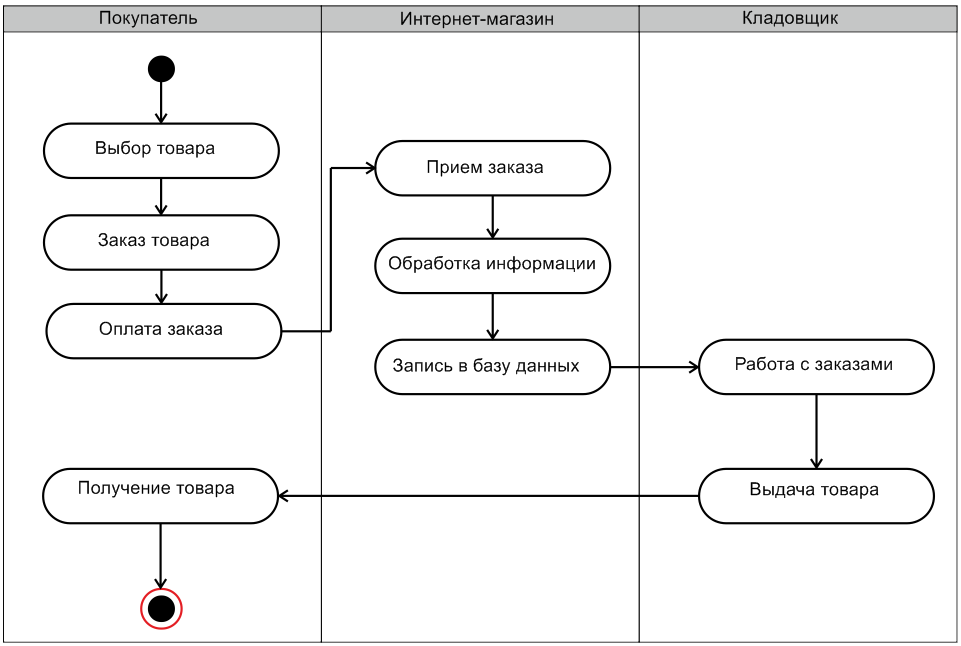 Покупатель
Интернет-магазин
Кладовщик
Выбор товара
Заказ товара
Оплата заказа
Прием заказа
Обработка информации
Запись в базу данных
Работа с заказами
Выдача товара
Получение товара